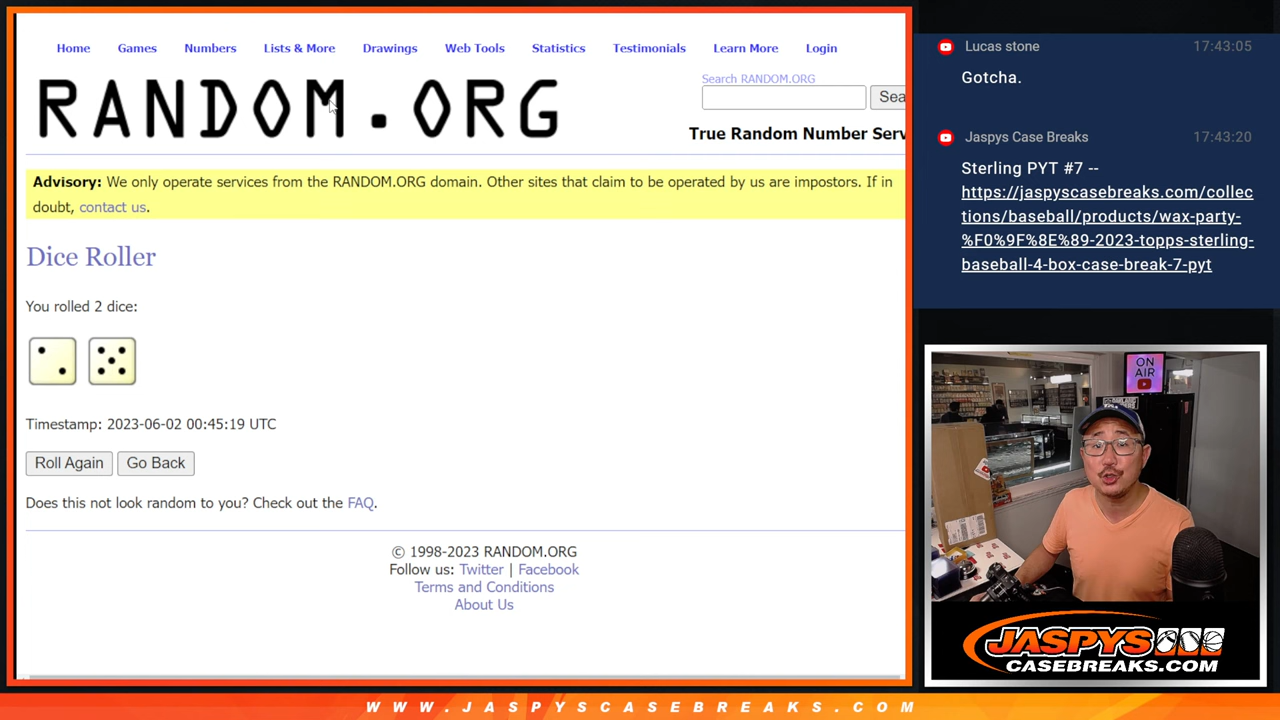 Home Games Numbers Lists & More Drawings Web Tools Statistics Testimonials Learn More Login
RANDOM.ORG
Search RANDOM.ORG
Sea
True Random Number Serv
Advisory: We only operate services from the RANDOM.ORG domain. Other sites that claim to be operated by us are impostors. If in
doubt, contact us.
Dice Roller
You rolled 2 dice:
Timestamp: 2023-06-02 00:45:19 UTC
Roll Again Go Back
Does this not look random to you? Check out the FAQ.
© 1998-2023 RANDOM.ORG
Follow us: Twitter | Facebook
Terms and Conditions
About Us
Lucas stone 17:43:05
Gotcha.
Jaspys Case Breaks 17:43:20
Sterling PYT #7 --
https://jaspyscasebreaks.com/collec
tions/baseball/products/wax-party-
%F0%9F%8E%89-2023-topps-sterling-
baseball-4-box-case-break-7-pyt
ON
AIR
JASPYS
CASEBREAKS.COM
WWW.JASPYSCASEBREAKS.COM